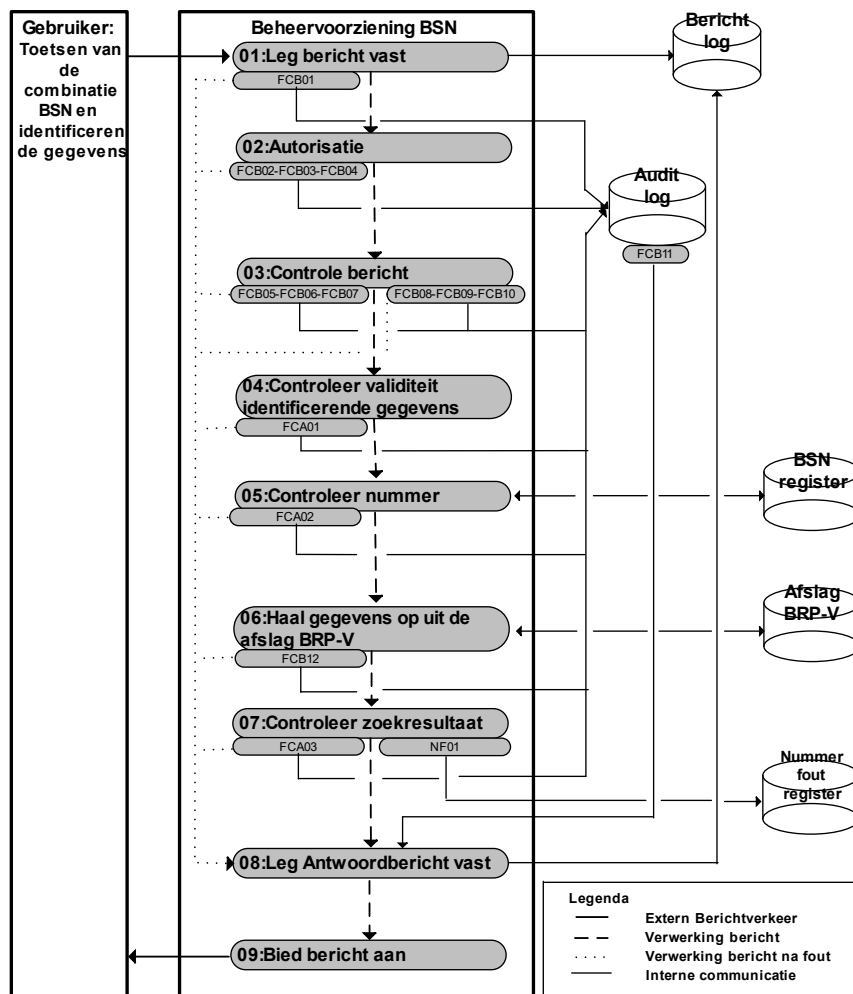 Gebruiker:
Toetsen van
de
combinatie
BSN en
identificeren
de gegevens
Beheervoorziening BSN
01:Leg bericht vast
FCB01
02:Autorisatie
FCB02-FCB03-FCB04
03:Controle bericht
FCB05-FCB06-FCB07
FCB08-FCB09-FCB10
04:Controleer validiteit
identificerende gegevens
FCA01
05:Controleer nummer
FCA02
06:Haal gegevens op uit de
afslag BRP-V
FCB12
07:Controleer zoekresultaat
FCA03
NF01
08:Leg Antwoordbericht vast
09:Bied bericht aan
Bericht
log
Audit
log
FCB11
BSN
register
Afslag
BRP-V
Nummer
fout
register
Legenda
Extern Berichtverkeer
Verwerking bericht
Verwerking bericht na fout
Interne communicatie